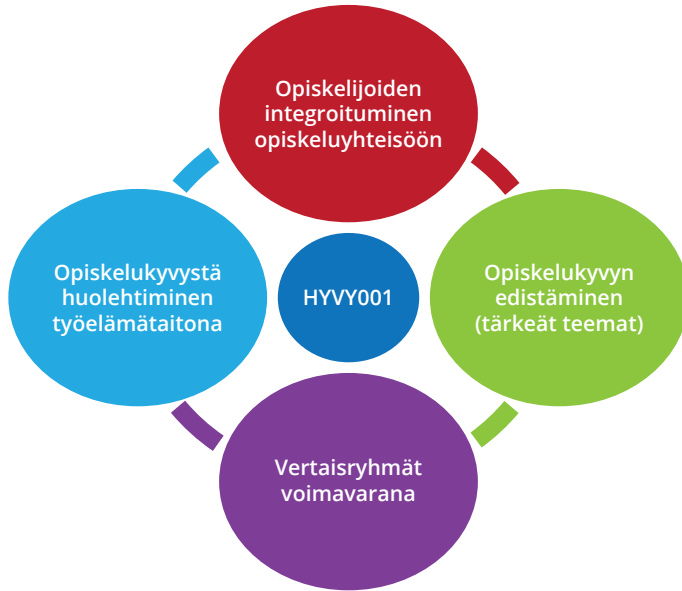 Opiskelijoiden
integroituminen
opiskeluyhteisöön
Opiskelukyvystä
huolehtiminen
työelämätaitona
HYVY001
Opiskelukyvyn
edistäminen
(tärkeät teemat)
Vertaisryhmät
voimavarana